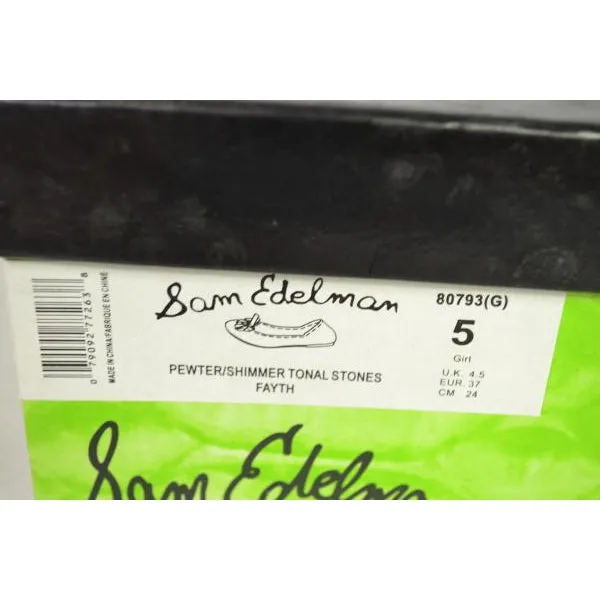 0 79092 77263 8
MADE IN CHINA/FABRIQUE EN CHINE
Sam Edelman
PEWTER/SHIMMER TONAL STONES
FAYTH
80793(G)
5
Girl
U.K. 4.5
EUR. 37
CM 24
Sam Edelman